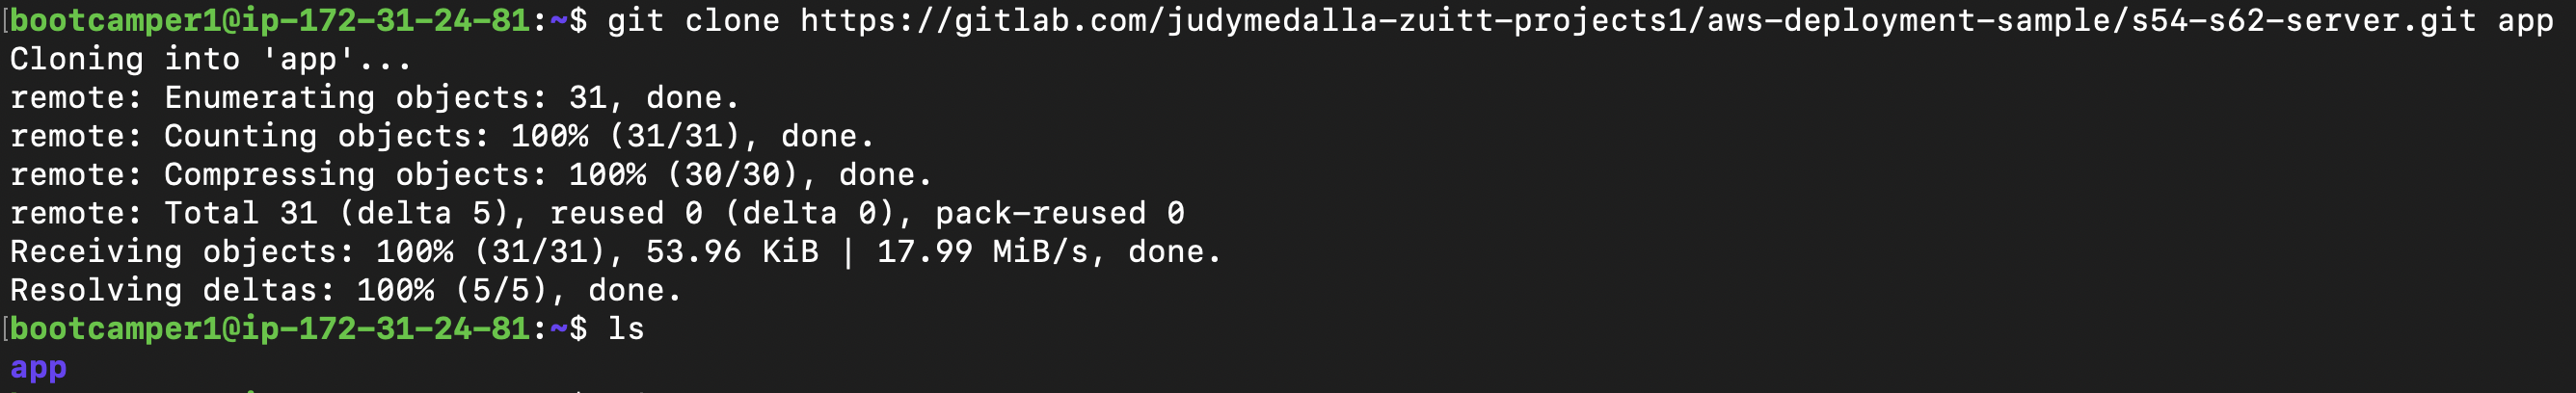 [bootcamper1@ip-172-31-24-81:~$ git clone https://gitlab.com/judymedalla-zuitt-projects1/aws-deployment-sample/s54-s62-server.git app
Cloning into 'app'...
remote: Enumerating objects: 31, done.
remote: Counting objects: 100% (31/31), done.
remote: Compressing objects: 100% (30/30), done.
remote: Total 31 (delta 5), reused 0 (delta 0), pack-reused 0
Receiving objects: 100% (31/31), 53.96 KiB | 17.99 MiB/s, done.
Resolving deltas: 100% (5/5), done.
[bootcamper1@ip-172-31-24-81:~$ ls
app